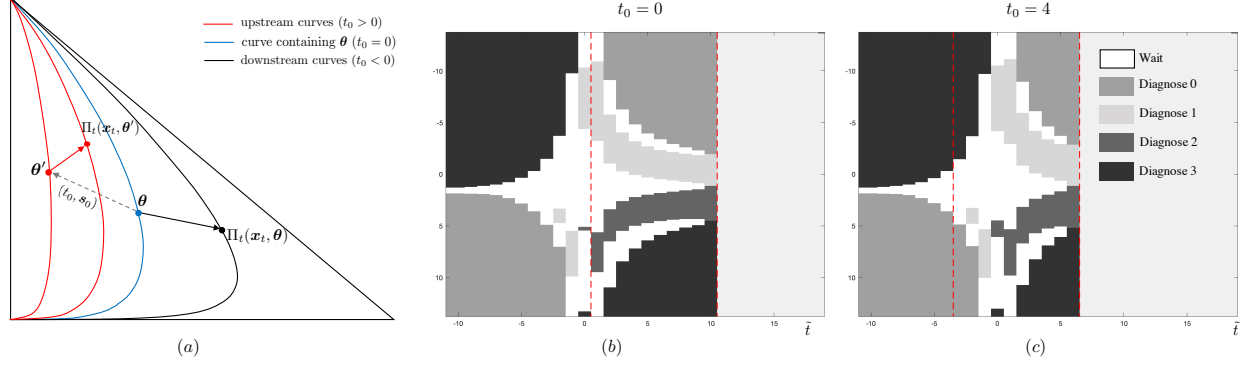 upstream curves (t₀ > 0)
curve containing θ (t₀ = 0)
downstream curves (t₀ < 0)
Πₜ(xₜ, θ′)
θ′
(t₀, s₀)
θ
Πₜ(xₜ, θ)
(a)
t₀ = 0
-10
-5
0
5
10
-10 -5 0 5 10 15
t̃
(b)
t₀ = 4
Wait
Diagnose 0
Diagnose 1
Diagnose 2
Diagnose 3
-10
-5
0
5
10
-10 -5 0 5 10 15
t̃
(c)